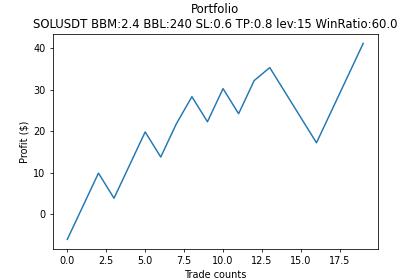 Portfolio
SOLUSDT BBM:2.4 BBL:240 SL:0.6 TP:0.8 lev:15 WinRatio:60.0
40
30
20
10
0
Profit ($)
0.0 2.5 5.0 7.5 10.0 12.5 15.0 17.5
Trade counts